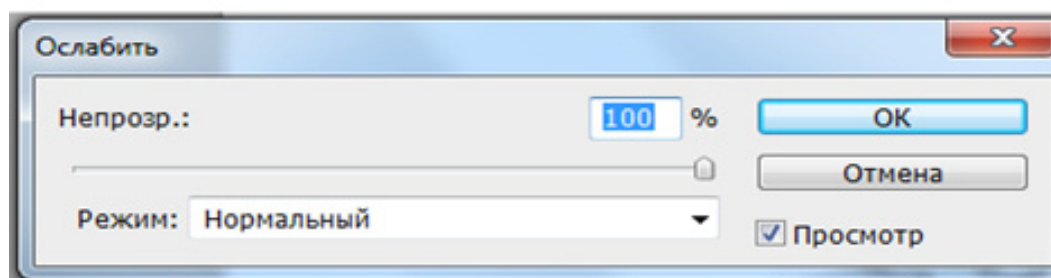 Ослабить
Непрозр.: 100 %
OK
Отмена
Режим: Нормальный
Просмотр